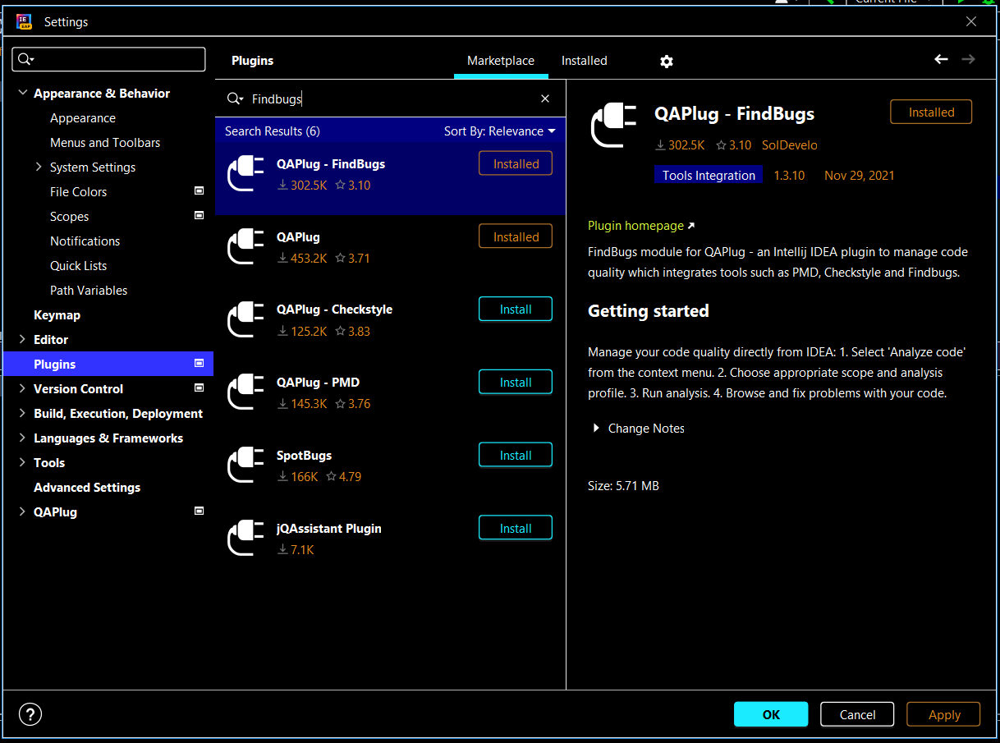 Current File
IE
EAP
Settings
Plugins
Marketplace
Installed
Appearance & Behavior
Appearance
Menus and Toolbars
System Settings
File Colors
Scopes
Notifications
Quick Lists
Path Variables
Keymap
Editor
Plugins
Version Control
Build, Execution, Deployment
Languages & Frameworks
Tools
Advanced Settings
QAPlug
Findbugs
Search Results (6)
Sort By: Relevance
QAPlug - FindBugs
302.5K 3.10
Installed
QAPlug
453.2K 3.71
Installed
QAPlug - Checkstyle
125.2K 3.83
Install
QAPlug - PMD
145.3K 3.76
Install
SpotBugs
166K 4.79
Install
jQAssistant Plugin
7.1K
Install
QAPlug - FindBugs
Installed
302.5K 3.10 SolDevelo
Tools Integration 1.3.10 Nov 29, 2021
Plugin homepage
FindBugs module for QAPlug - an Intellij IDEA plugin to manage code
quality which integrates tools such as PMD, Checkstyle and Findbugs.
Getting started
Manage your code quality directly from IDEA: 1. Select 'Analyze code'
from the context menu. 2. Choose appropriate scope and analysis
profile. 3. Run analysis. 4. Browse and fix problems with your code.
Change Notes
Size: 5.71 MB
?
OK
Cancel
Apply